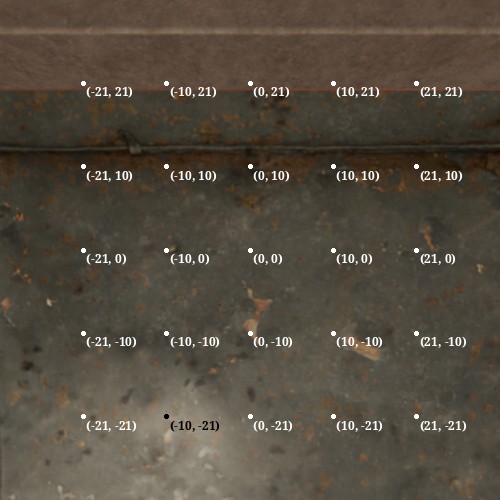 (-21, 21) (-10, 21) (0, 21) (10, 21) (21, 21)
(-21, 10) (-10, 10) (0, 10) (10, 10) (21, 10)
(-21, 0) (-10, 0) (0, 0) (10, 0) (21, 0)
(-21, -10) (-10, -10) (0, -10) (10, -10) (21, -10)
(-21, -21) (-10, -21) (0, -21) (10, -21) (21, -21)